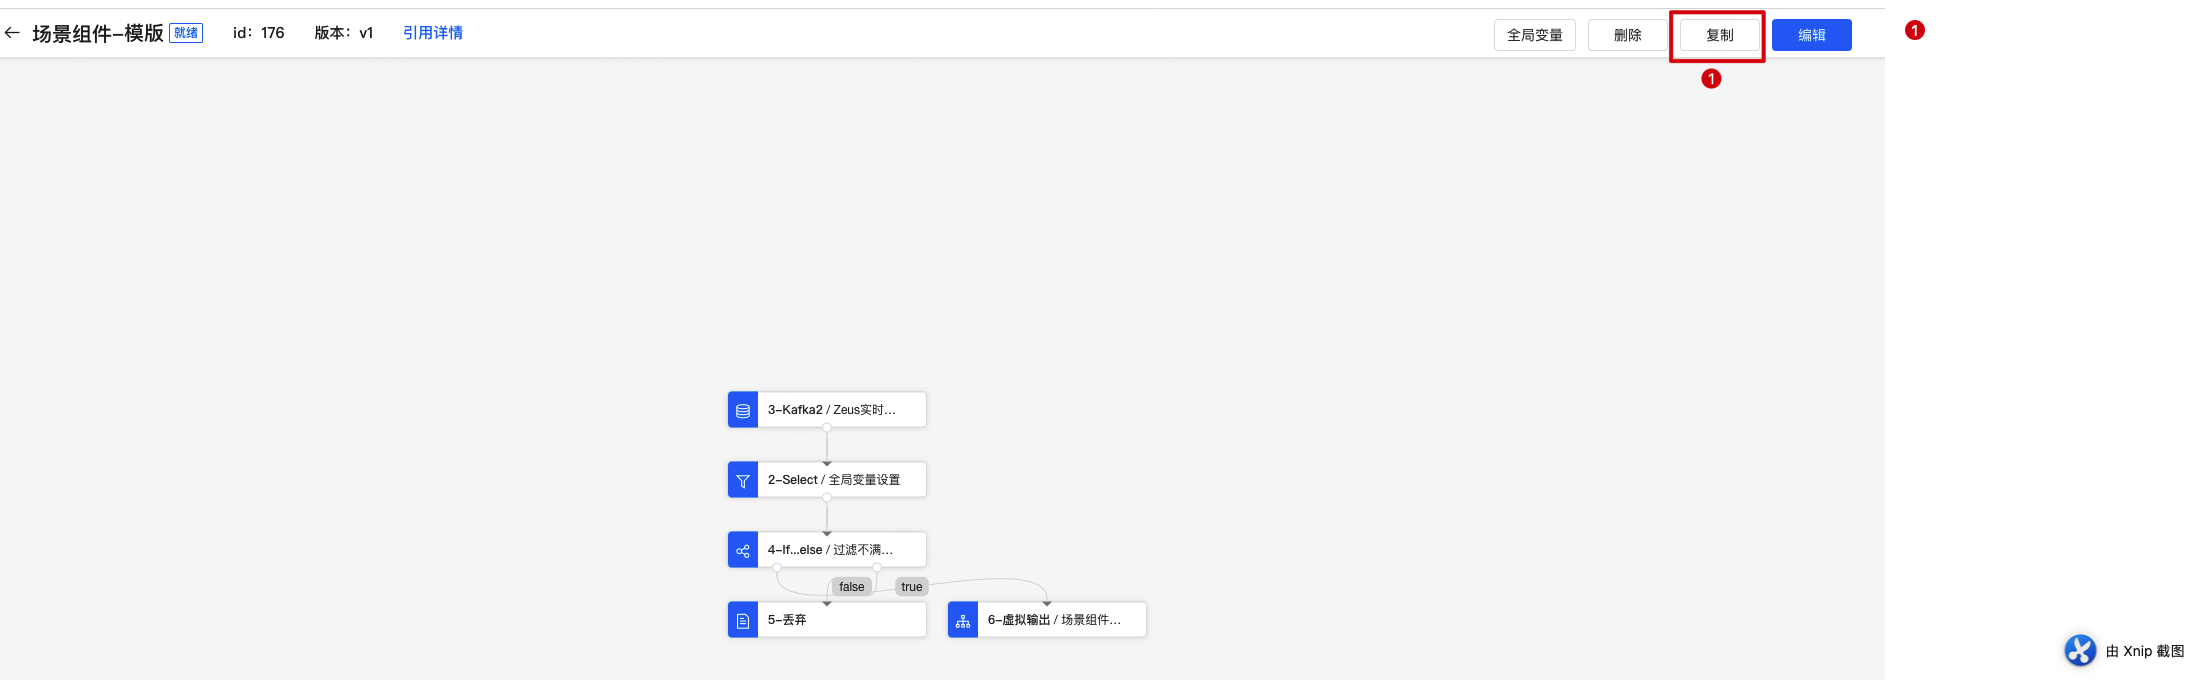 场景组件-模版 就绪 id：176 版本：v1 引用详情 全局变量 删除 复制 编辑 1
1
3-Kafka2 / Zeus实时...
2-Select / 全局变量设置
4-If...else / 过滤不满...
false true
5-丢弃 6-虚拟输出 / 场景组件...
由 Xnip 截图